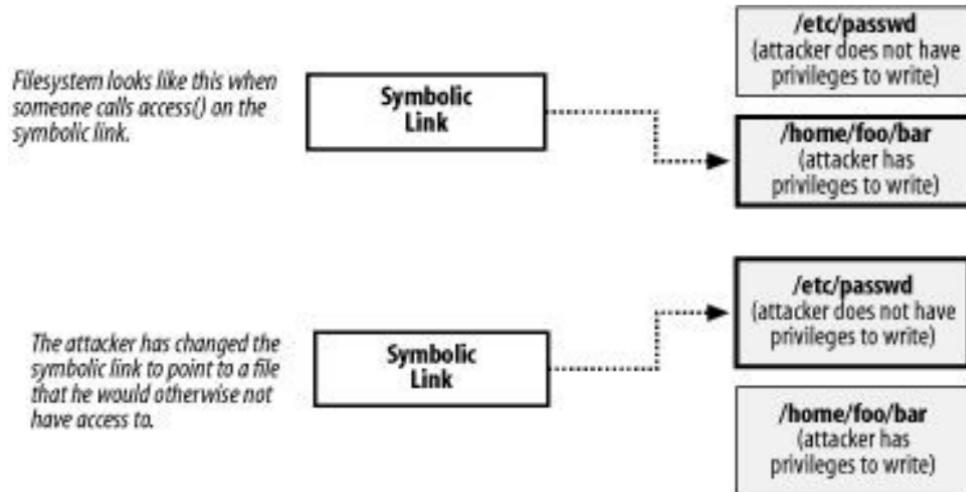 /etc/passwd
(attacker does not have
privileges to write)
Filesystem looks like this when
someone calls access() on the
symbolic link.
Symbolic
Link
/home/foo/bar
(attacker has
privileges to write)
/etc/passwd
(attacker does not have
privileges to write)
The attacker has changed the
symbolic link to point to a file
that he would otherwise not
have access to.
Symbolic
Link
/home/foo/bar
(attacker has
privileges to write)